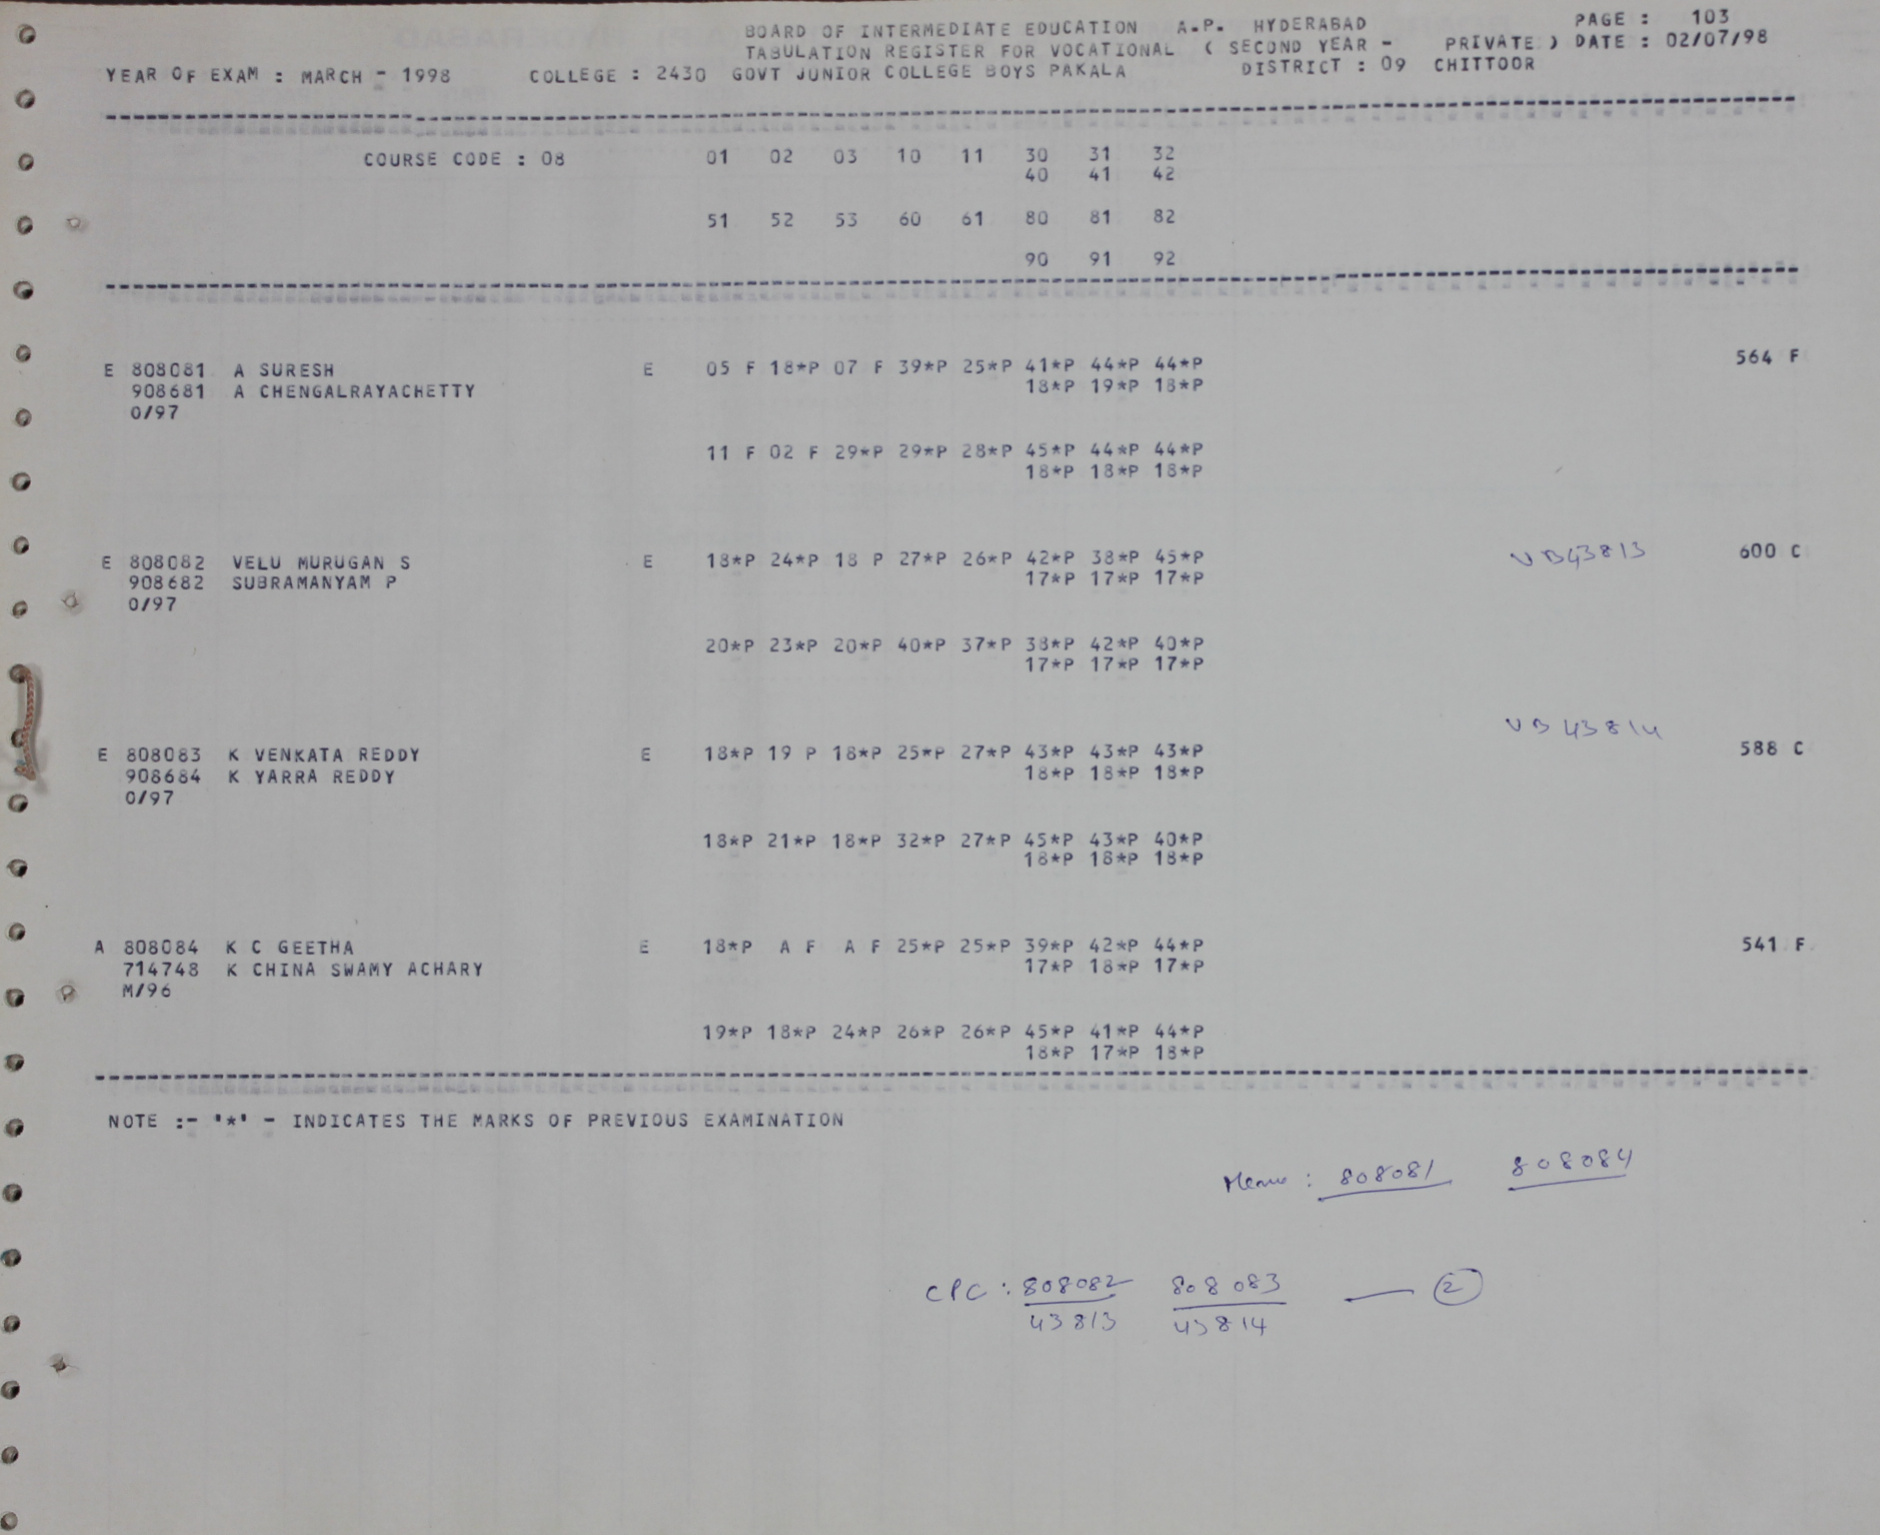 BOARD OF INTERMEDIATE EDUCATION A.P. HYDERABAD PAGE : 103
TABULATION REGISTER FOR VOCATIONAL ( SECOND YEAR - PRIVATE ) DATE : 02/07/98
YEAR OF EXAM : MARCH - 1998 COLLEGE : 2430 GOVT JUNIOR COLLEGE BOYS PAKALA DISTRICT : 09 CHITTOOR
COURSE CODE : 08 01 02 03 10 11 30 31 32
40 41 42
51 52 53 60 61 80 81 82
90 91 92
E 808081 A SURESH E 05 F 18*P 07 F 39*P 25*P 41*P 44*P 44*P 564 F
908681 A CHENGALRAYACHETTY 18*P 19*P 18*P
0/97
11 F 02 F 29*P 29*P 28*P 45*P 44*P 44*P
18*P 18*P 18*P
E 808082 VELU MURUGAN S E 18*P 24*P 18 P 27*P 26*P 42*P 38*P 45*P VB43813 600 C
908682 SUBRAMANYAM P 17*P 17*P 17*P
0/97
20*P 23*P 20*P 40*P 37*P 38*P 42*P 40*P
17*P 17*P 17*P
VB 43814
E 808083 K VENKATA REDDY E 18*P 19 P 18*P 25*P 27*P 43*P 43*P 43*P 588 C
908684 K YARRA REDDY 18*P 18*P 18*P
0/97
18*P 21*P 18*P 32*P 27*P 45*P 43*P 40*P
18*P 18*P 18*P
A 808084 K C GEETHA E 18*P A F A F 25*P 25*P 39*P 42*P 44*P 541 F
714748 K CHINA SWAMY ACHARY 17*P 18*P 17*P
M/96
19*P 18*P 24*P 26*P 26*P 45*P 41*P 44*P
18*P 17*P 18*P
NOTE :- '*' - INDICATES THE MARKS OF PREVIOUS EXAMINATION
Memo : 808081 808084
CPC : 808082 808083 — 2
43813 43814